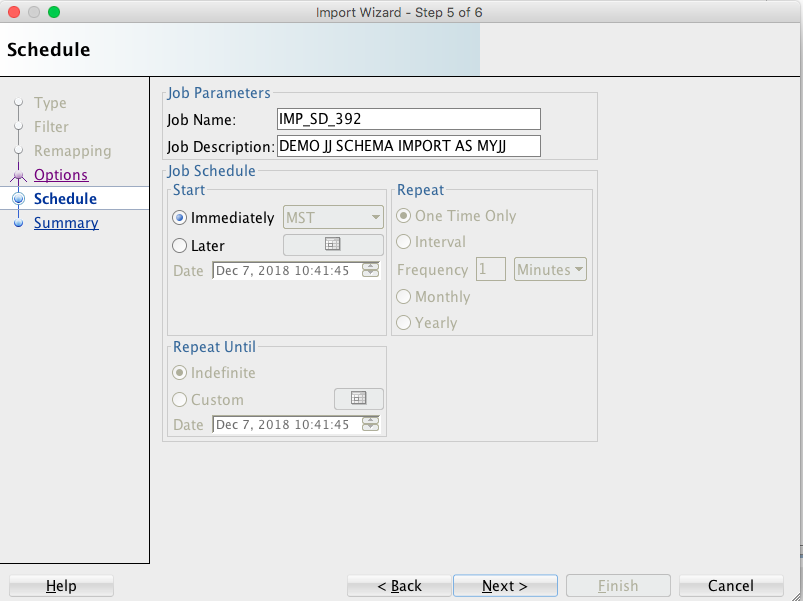 Import Wizard - Step 5 of 6
Schedule
Type
Filter
Remapping
Options
Schedule
Summary
Job Parameters
Job Name: IMP_SD_392
Job Description: DEMO JJ SCHEMA IMPORT AS MYJJ
Job Schedule
Start
Immediately MST
Later
Date Dec 7, 2018 10:41:45
Repeat
One Time Only
Interval
Frequency 1 Minutes
Monthly
Yearly
Repeat Until
Indefinite
Custom
Date Dec 7, 2018 10:41:45
Help < Back Next > Finish Cancel